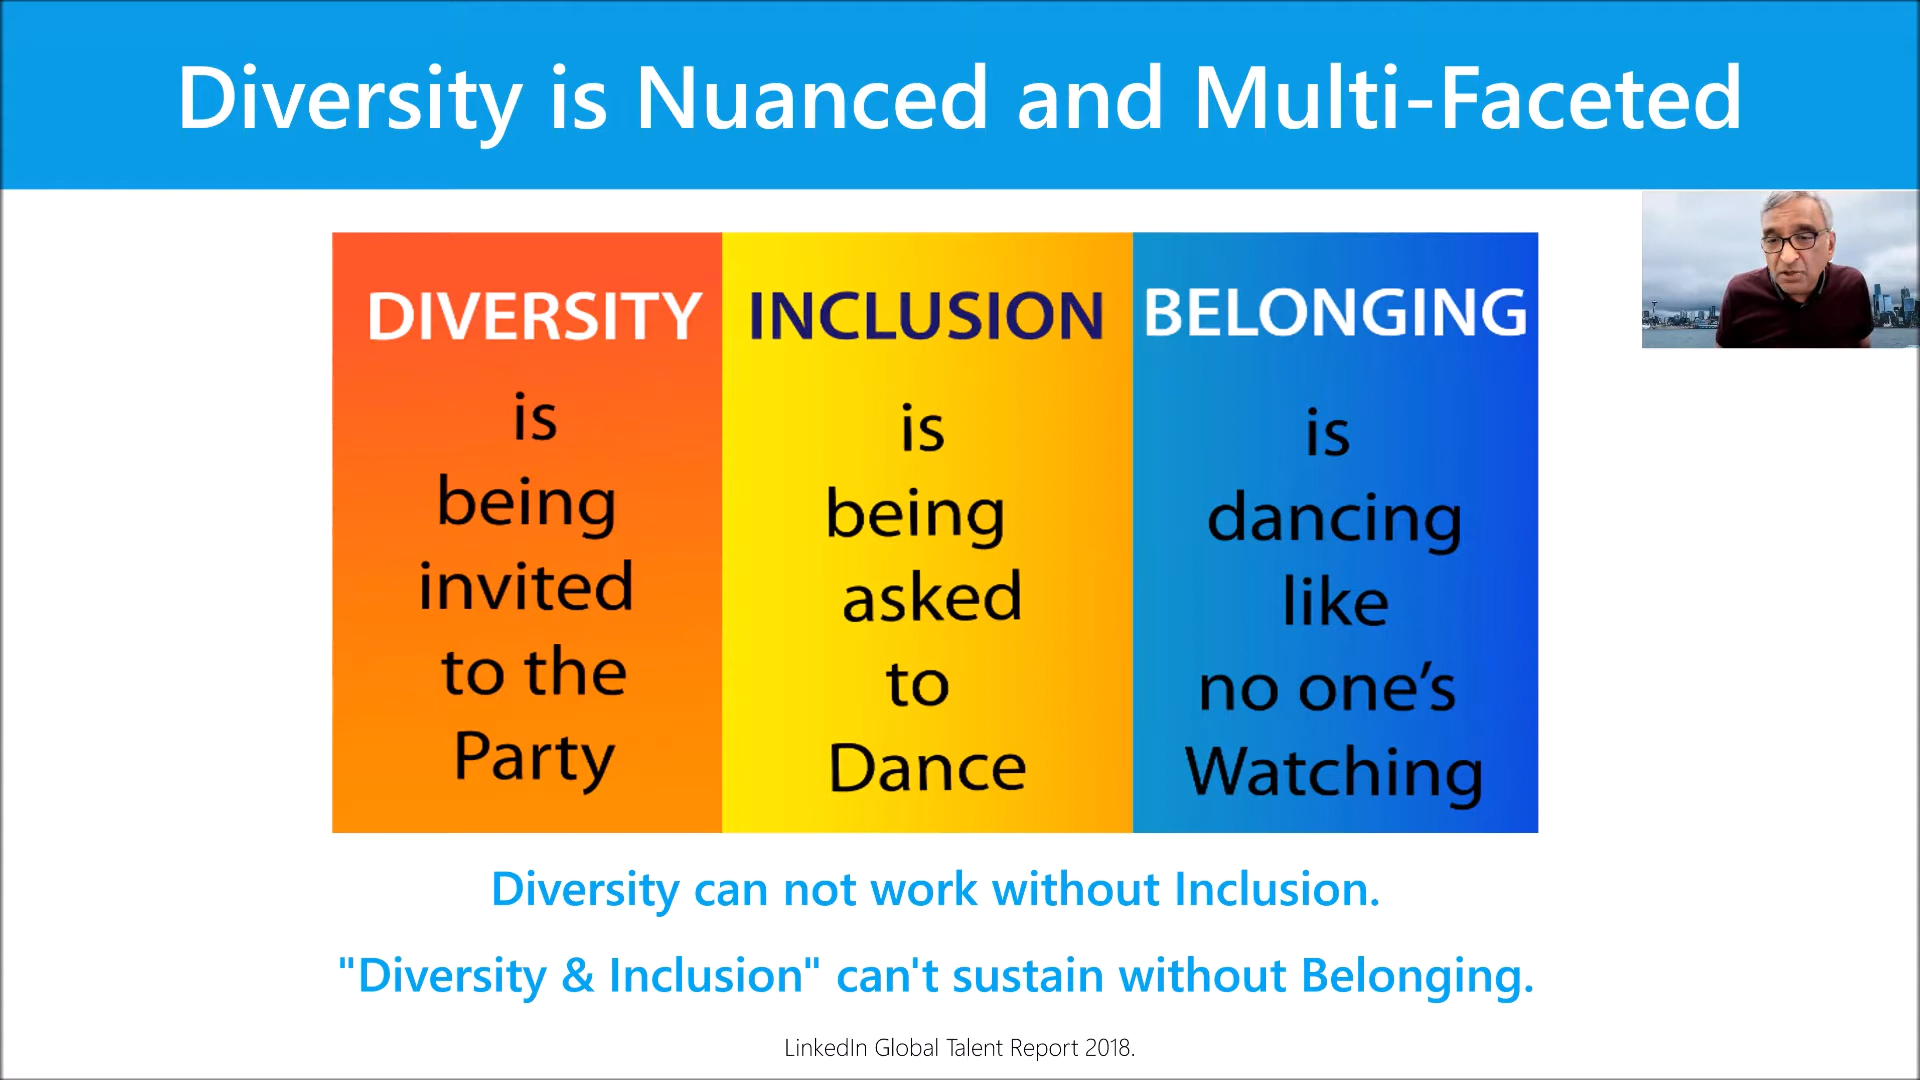 Diversity is Nuanced and Multi-Faceted
DIVERSITY
is
being
invited
to the
Party
INCLUSION
is
being
asked
to
Dance
BELONGING
is
dancing
like
no one’s
Watching
Diversity can not work without Inclusion.
"Diversity & Inclusion" can't sustain without Belonging.
LinkedIn Global Talent Report 2018.